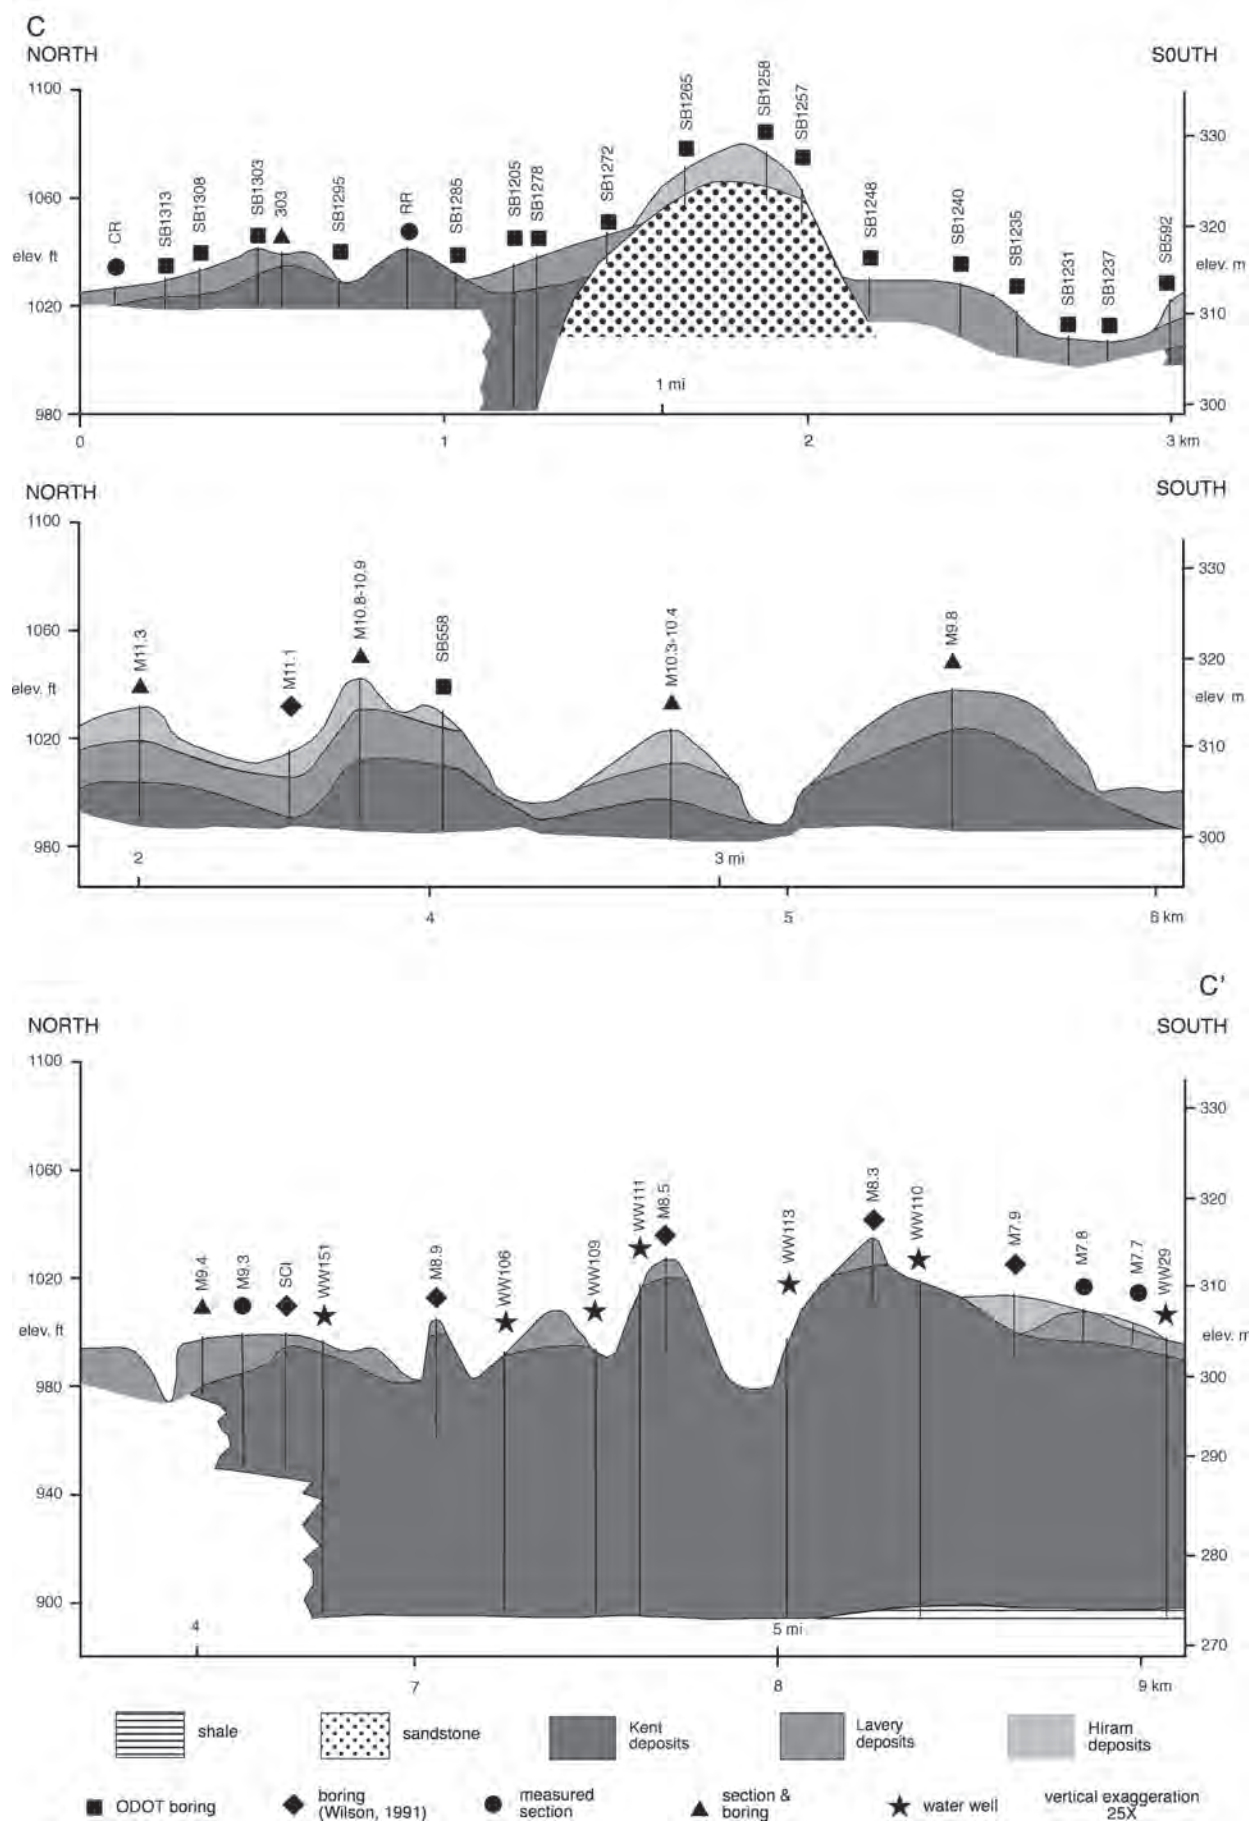 C
NORTH
S0UTH
1100
1060
elev. ft
1020
980
330
320
elev. m
310
300
CR
SB1313
SB1308
SB1303
303
SB1295
RR
SB1285
SB1205
SB1278
SB1272
SB1265
SB1258
SB1257
SB1248
SB1240
SB1235
SB1231
SB1237
SB592
1 mi
0
1
2
3 km
NORTH
SOUTH
1100
1060
elev. ft
1020
980
330
320
elev. m
310
300
M11.3
M11.1
M10.8-10.9
SB558
M10.3-10.4
M9.8
2
3 mi
4
5
6 km
C'
NORTH
SOUTH
1100
1060
1020
elev. ft
980
940
900
330
320
310
elev. m
300
290
280
270
M9.4
M9.3
SCI
WW151
M8.9
WW106
WW109
WW111
M8.5
WW113
M8.3
WW110
M7.9
M7.8
M7.7
WW29
4
5 mi
7
8
9 km
shale
sandstone
Kent
deposits
Lavery
deposits
Hiram
deposits
ODOT boring
boring
(Wilson, 1991)
measured
section
section &
boring
water well
vertical exaggeration
25X